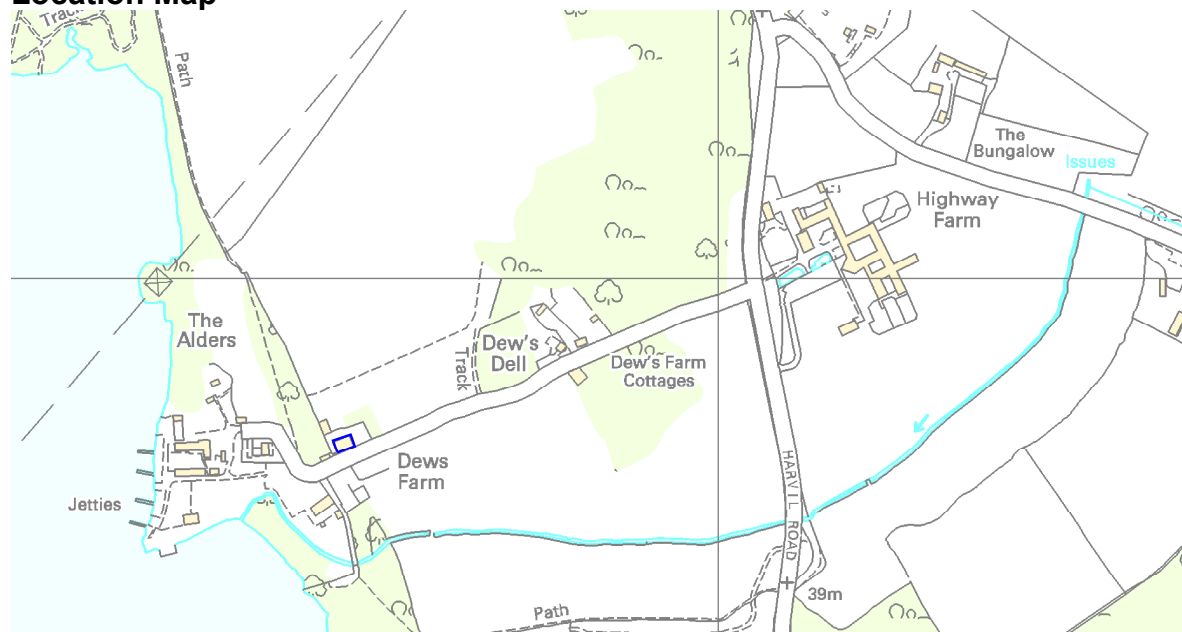 Location Map
Track
Path
The
Bungalow
Issues
Highway
Farm
The
Alders
Dew's
Dell
Track
Dew's Farm
Cottages
Dews
Farm
Jetties
HARVIL ROAD
39m
Path